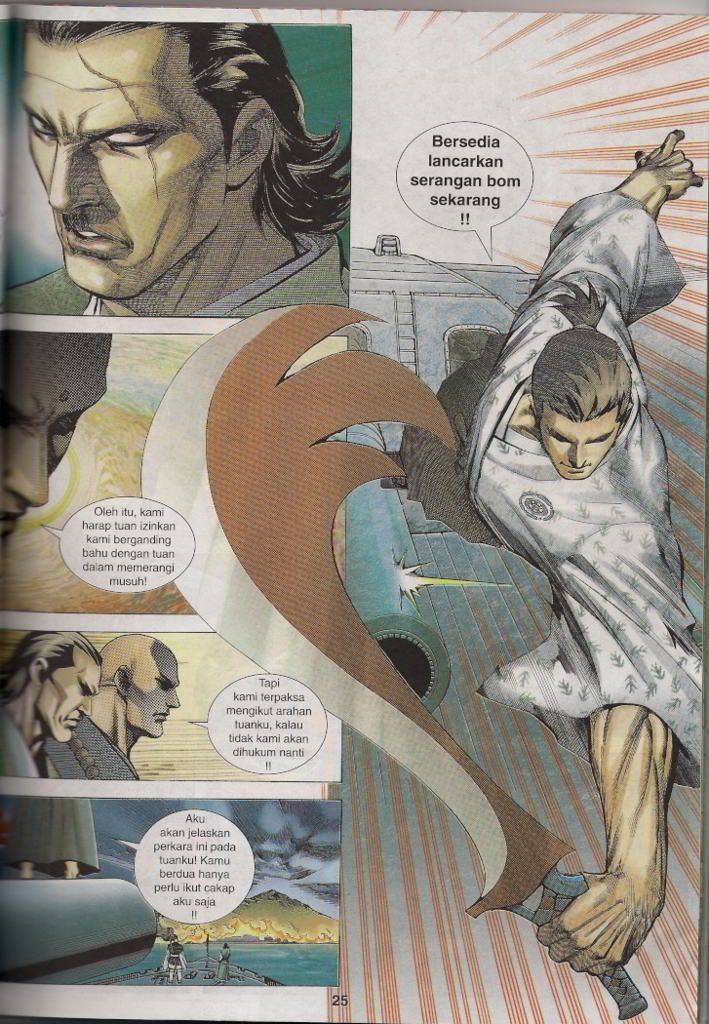 Bersedia
lancarkan
serangan bom
sekarang
!!
Oleh itu, kami
harap tuan izinkan
kami berganding
bahu dengan tuan
dalam memerangi
musuh!
Tapi
kami terpaksa
mengikut arahan
tuanku, kalau
tidak kami akan
dihukum nanti
!!
Aku
akan jelaskan
perkara ini pada
tuanku! Kamu
berdua hanya
perlu ikut cakap
aku saja
!!
25